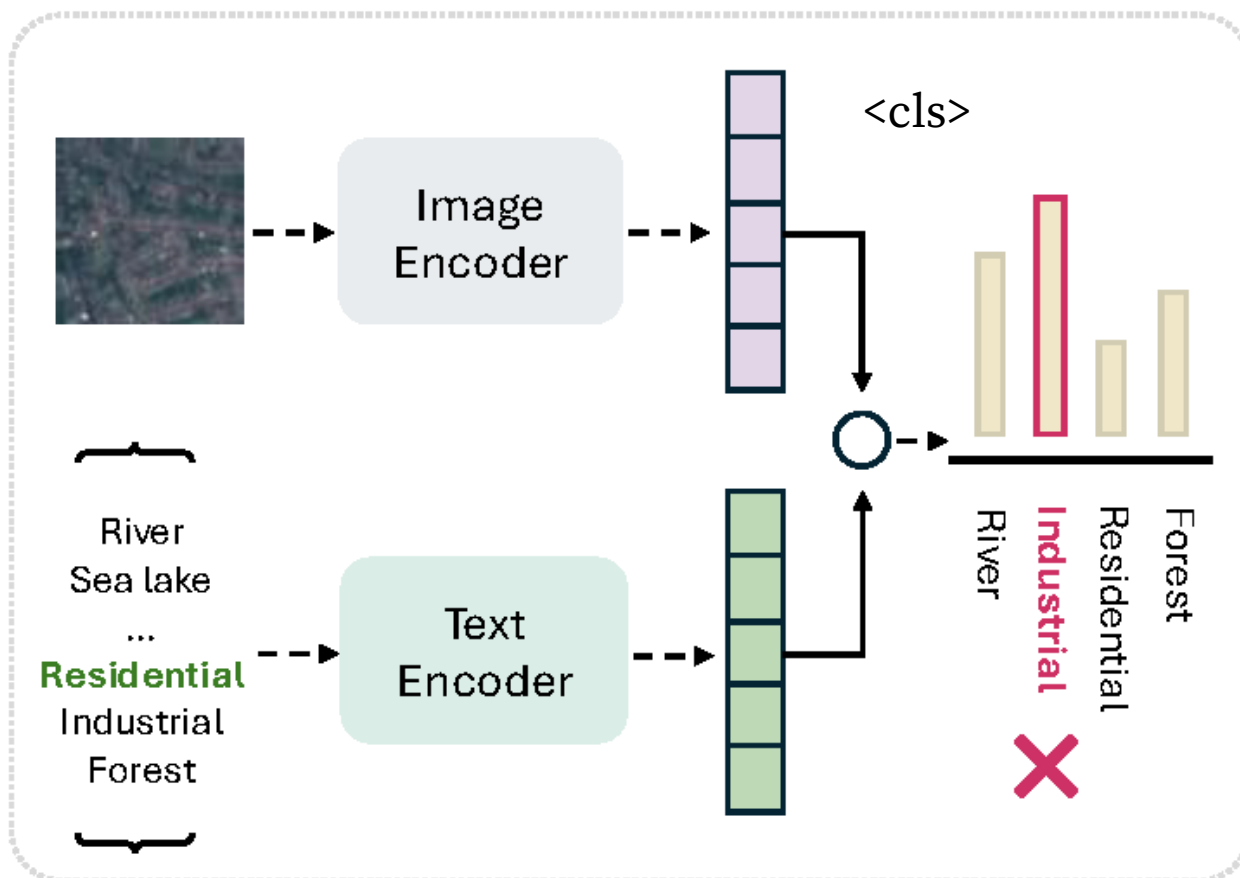 <cls>
Image
Encoder
River
Sea lake
...
Residential
Industrial
Forest
Text
Encoder
River
Industrial
Residential
Forest